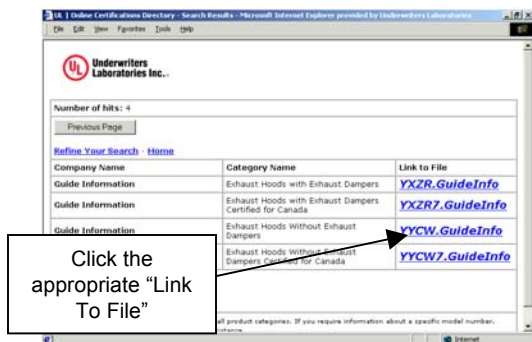 UL | Online Certifications Directory - Search Results - Microsoft Internet Explorer provided by Underwriters Laboratories
File Edit View Favorites Tools Help
UL
Underwriters
Laboratories Inc.
Number of hits: 4
Previous Page
Refine Your Search - Home
Company Name Category Name Link to File
Guide Information Exhaust Hoods with Exhaust Dampers YXZR.GuideInfo
Guide Information Exhaust Hoods with Exhaust Dampers
Certified for Canada YXZR7.GuideInfo
Guide Information Exhaust Hoods Without Exhaust
Dampers YYCW.GuideInfo
Exhaust Hoods Without Exhaust
Dampers Certified for Canada YYCW7.GuideInfo
Click the
appropriate “Link
To File”
all product categories. If you require information about a specific model number,
Internet